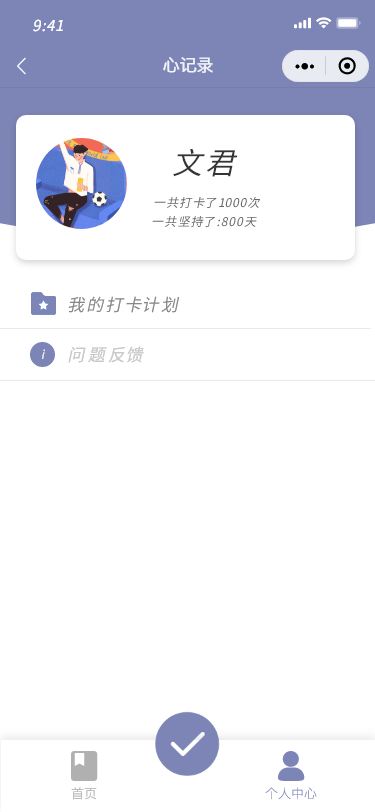 9:41
心记录
文君
一共打卡了1000次
一共坚持了:800天
我的打卡计划
i
问题反馈
首页
个人中心